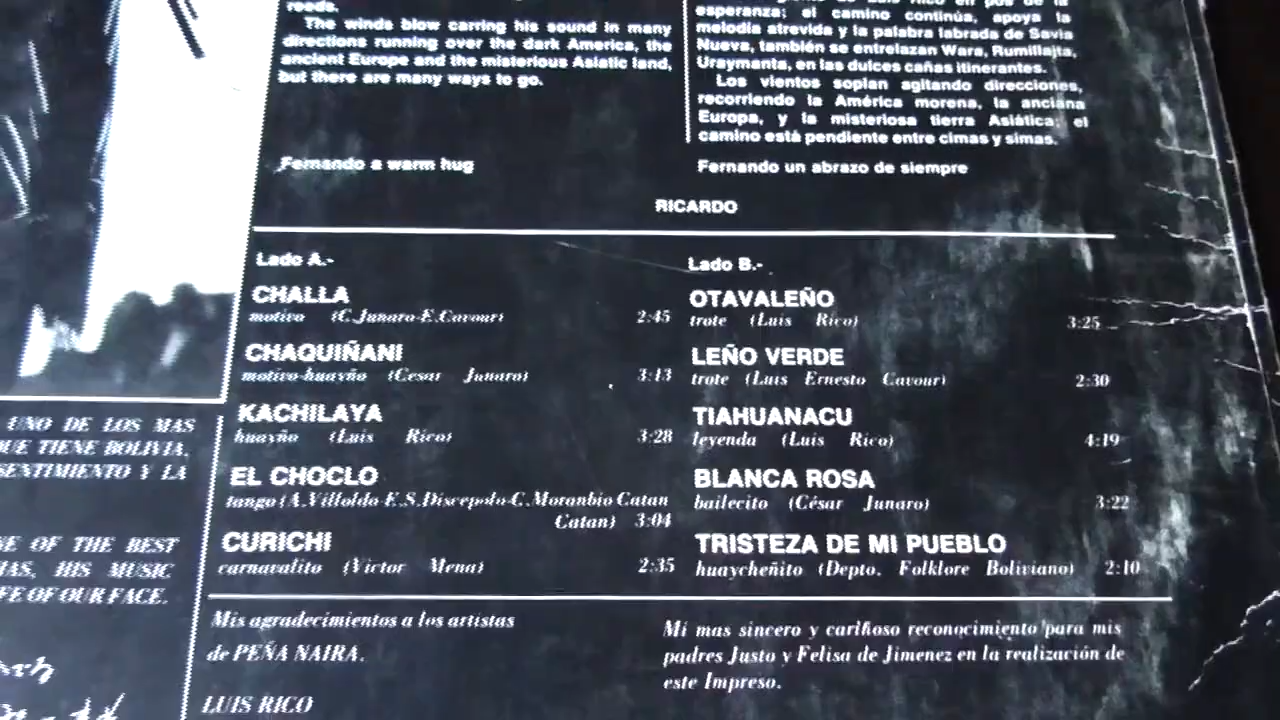 reeds.
The winds blow carring his sound in many
directions running over the dark America, the
ancient Europe and the misterious Asiatic land,
but there are many ways to go.
Fernando a warm hug
Luis Rico en pos de la
esperanza; el camino continúa, apoya la
melodía atrevida y la palabra labrada de Savia
Nueva, también se entrelazan Wara, Rumillajta,
Uraymanta, en las dulces cañas itinerantes.
Los vientos soplan agitando direcciones,
recorriendo la América morena, la anciana
Europa, y la misteriosa tierra Asiática; el
camino está pendiente entre cimas y simas.
Fernando un abrazo de siempre
RICARDO
Lado A.-
CHALLA
motivo (C.Junaro-E.Cavour) 2:45
CHAQUIÑANI
motivo-huayño (Cesar Junaro) 3:13
KACHILAYA
huayño (Luis Rico) 3:28
EL CHOCLO
tango (A.Villoldo-E.S.Discepolo-C.Moranbio Catan
Catan) 3:04
CURICHI
carnavalito (Victor Mena) 2:35
Lado B.-
OTAVALEÑO
trote (Luis Rico) 3:25
LEÑO VERDE
trote (Luis Ernesto Cavour) 2:30
TIAHUANACU
leyenda (Luis Rico) 4:19
BLANCA ROSA
bailecito (César Junaro) 3:22
TRISTEZA DE MI PUEBLO
huaycheñito (Depto. Folklore Boliviano) 2:10
UNO DE LOS MAS
QUE TIENE BOLIVIA,
SENTIMIENTO Y LA
OF THE BEST
HIS MUSIC
OF OUR FACE.
Mis agradecimientos a los artistas
de PEÑA NAIRA.
LUIS RICO
Mi mas sincero y cariñoso reconocimiento para mis
padres Justo y Felisa de Jimenez en la realización de
este Impreso.